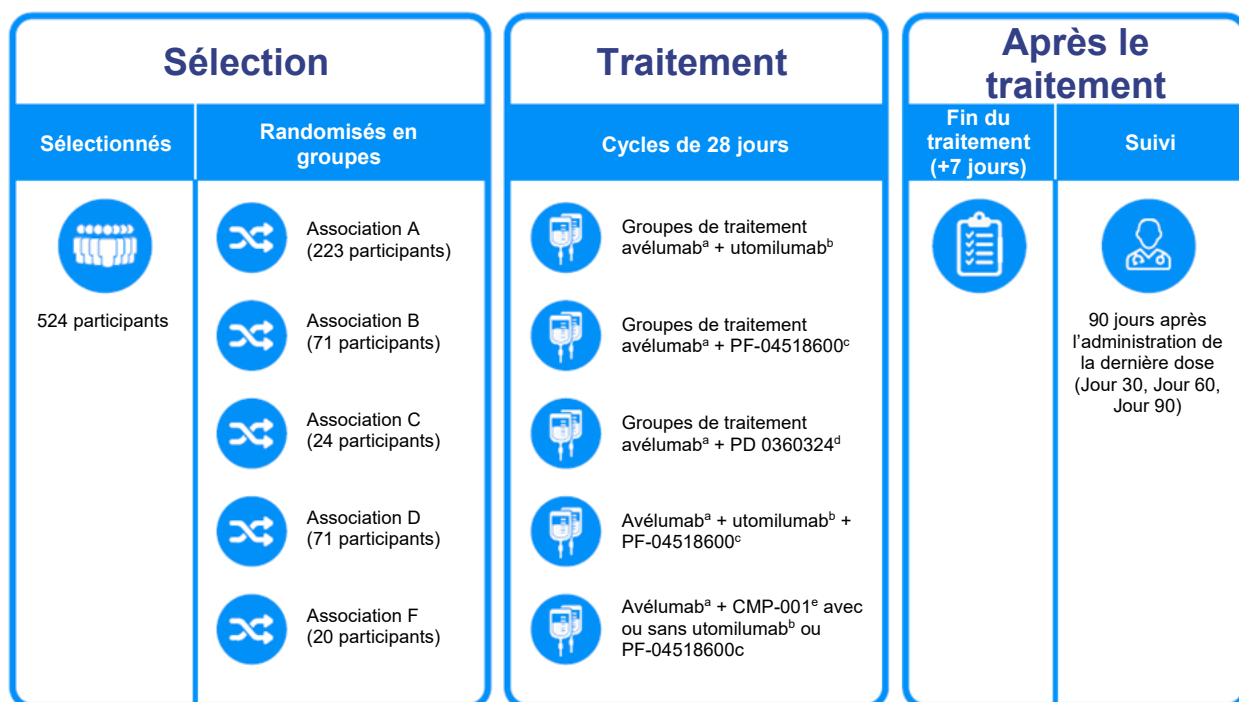 Sélection
Sélectionnés
Randomisés en
groupes
524 participants
Association A
(223 participants)
Association B
(71 participants)
Association C
(24 participants)
Association D
(71 participants)
Association F
(20 participants)
Traitement
Cycles de 28 jours
Groupes de traitement
avélumabᵃ + utomilumabᵇ
Groupes de traitement
avélumabᵃ + PF-04518600ᶜ
Groupes de traitement
avélumabᵃ + PD 0360324ᵈ
Avélumabᵃ + utomilumabᵇ +
PF-04518600ᶜ
Avélumabᵃ + CMP-001ᵉ avec
ou sans utomilumabᵇ ou
PF-04518600c
Après le
traitement
Fin du
traitement
(+7 jours)
Suivi
90 jours après
l’administration de
la dernière dose
(Jour 30, Jour 60,
Jour 90)